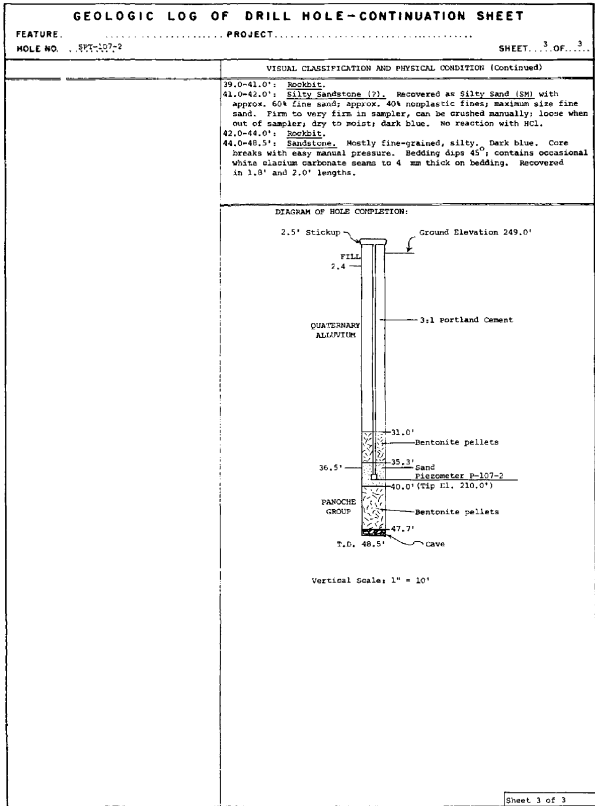 GEOLOGIC LOG OF DRILL HOLE-CONTINUATION SHEET
FEATURE. ...................... PROJECT.....................................
HOLE NO. ..SPT-107-2 SHEET...3..OF...3...
VISUAL CLASSIFICATION AND PHYSICAL CONDITION (Continued)
39.0-41.0': Rockbit.
41.0-42.0': Silty Sandstone (?). Recovered as Silty Sand (SM) with
approx. 60% fine sand; approx. 40% nonplastic fines; maximum size fine
sand. Firm to very firm in sampler, can be crushed manually; loose when
out of sampler; dry to moist; dark blue. No reaction with HCl.
42.0-44.0': Rockbit.
44.0-48.5': Sandstone. Mostly fine-grained, silty. Dark blue. Core
breaks with easy manual pressure. Bedding dips 45°; contains occasional
white clacium carbonate seams to 4 mm thick on bedding. Recovered
in 1.8' and 2.0' lengths.
DIAGRAM OF HOLE COMPLETION:
2.5' Stickup
Ground Elevation 249.0'
FILL
2.4
3:1 Portland Cement
QUATERNARY
ALLUVIUM
31.0'
Bentonite pellets
35.3'
36.5'
Sand
Piezometer P-107-2
40.0' (Tip El. 210.0')
PANOCHE
GROUP
Bentonite pellets
47.7'
T.D. 48.5'
Cave
Vertical Scale: 1" = 10'
Sheet 3 of 3